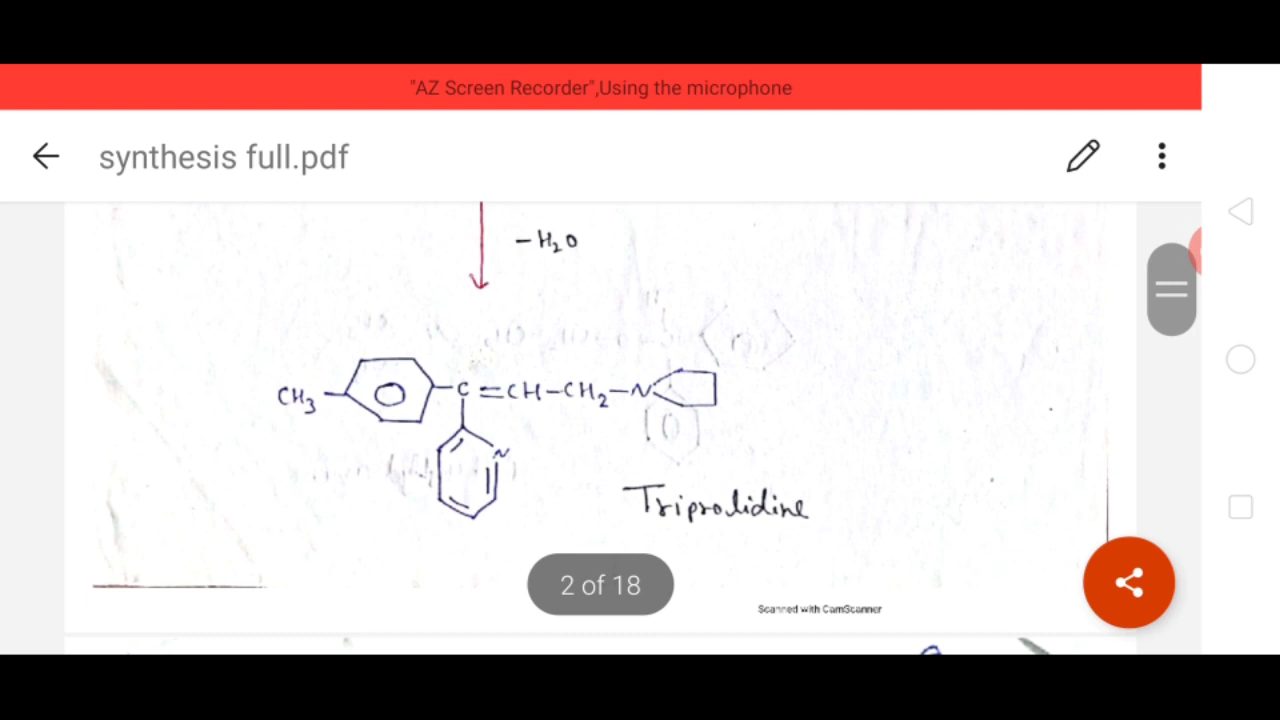 "AZ Screen Recorder",Using the microphone
synthesis full.pdf
-H₂O
CH₃-C=CH-CH₂-N
N
Triprolidine
2 of 18
Scanned with CamScanner